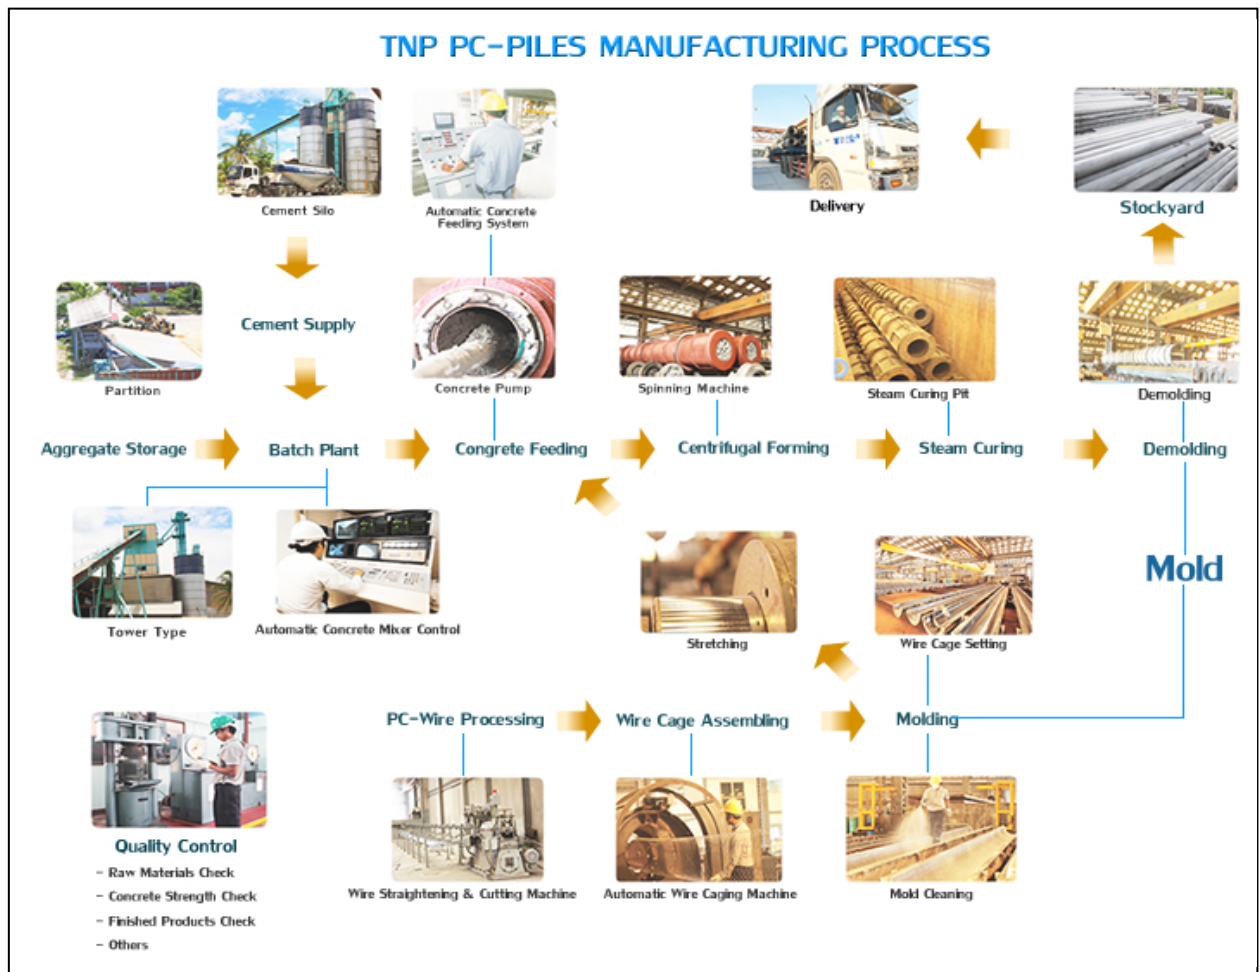 TNP PC-PILES MANUFACTURING PROCESS
Cement Silo
Automatic Concrete
Feeding System
Delivery
Stockyard
Partition
Cement Supply
Concrete Pump
Spinning Machine
Steam Curing Pit
Demolding
Aggregate Storage
Batch Plant
Congrete Feeding
Centrifugal Forming
Steam Curing
Demolding
Tower Type
Automatic Concrete Mixer Control
Stretching
Wire Cage Setting
Mold
PC-Wire Processing
Wire Cage Assembling
Molding
Quality Control
- Raw Materials Check
- Concrete Strength Check
- Finished Products Check
- Others
Wire Straightening & Cutting Machine
Automatic Wire Caging Machine
Mold Cleaning